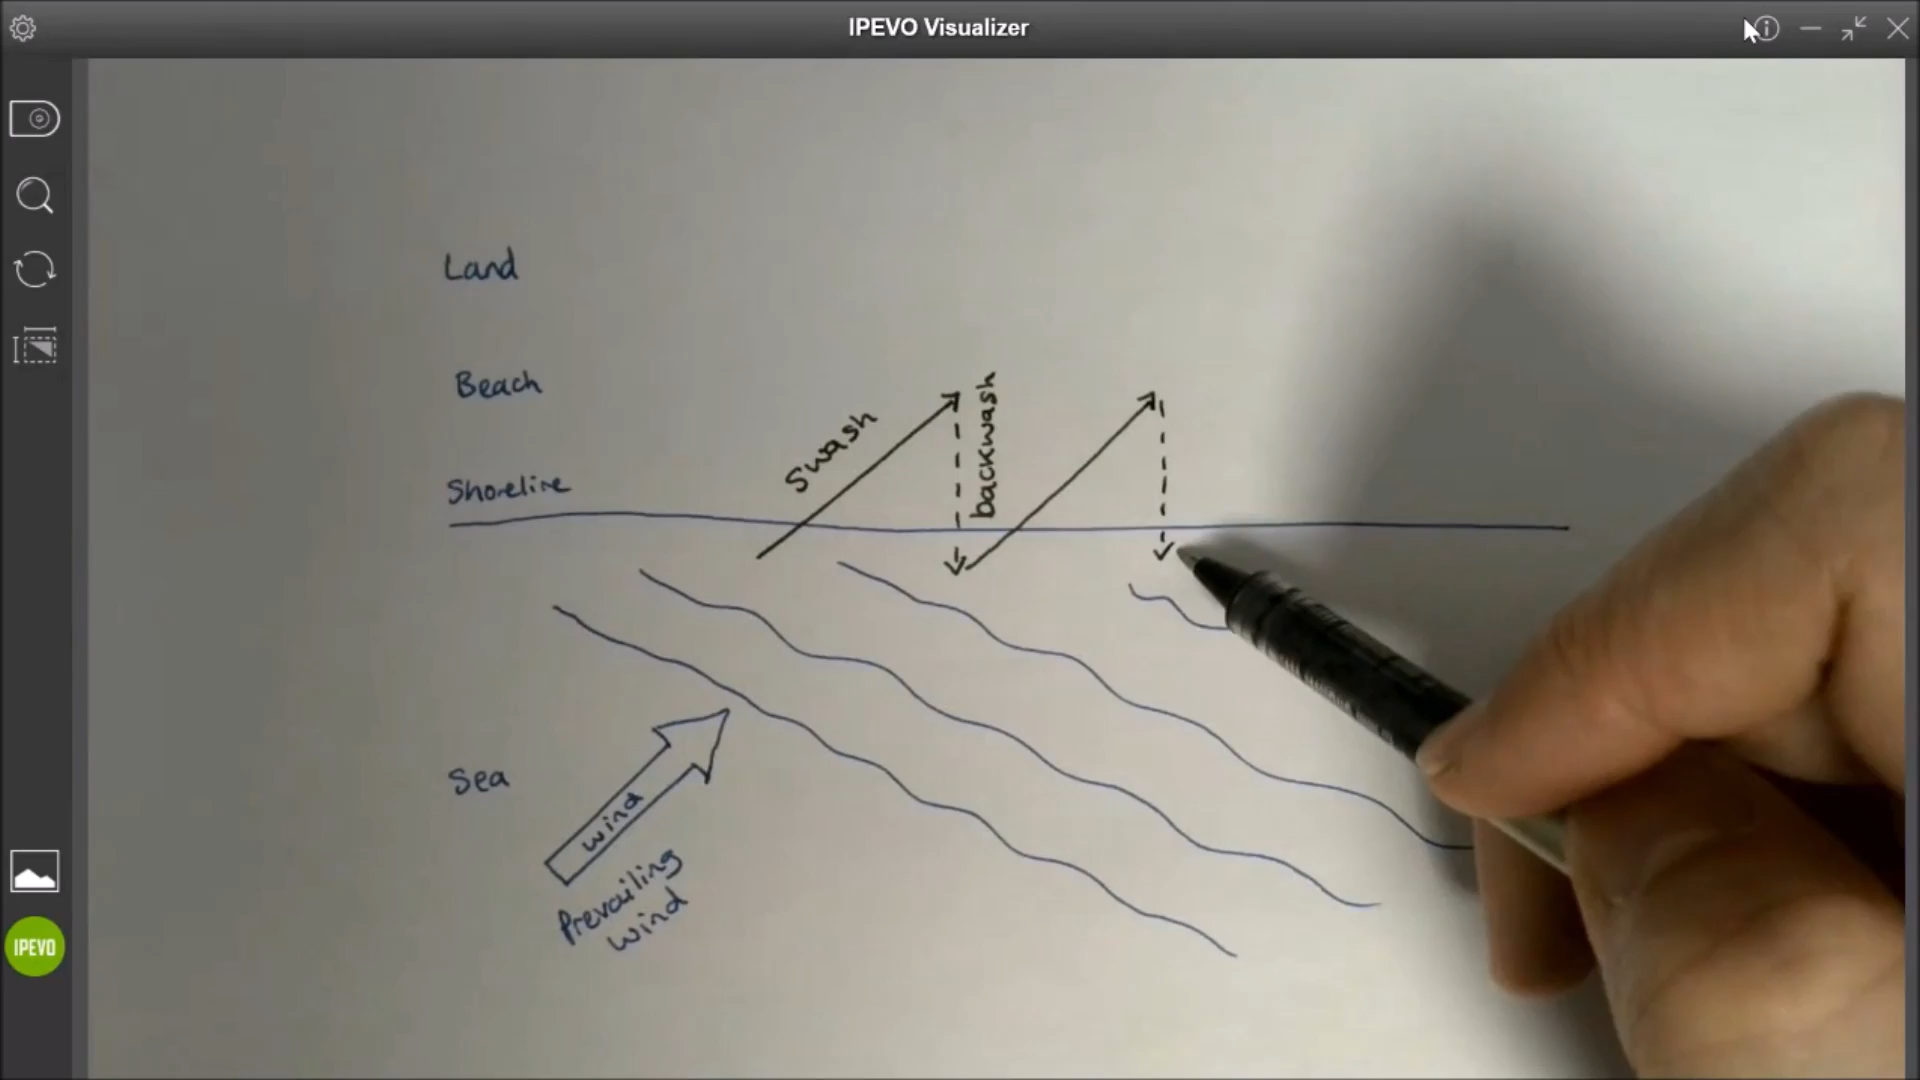 IPEVO Visualizer
Land
Beach
Swash
backwash
Shoreline
Sea
wind
Prevailing
wind
IPEVO